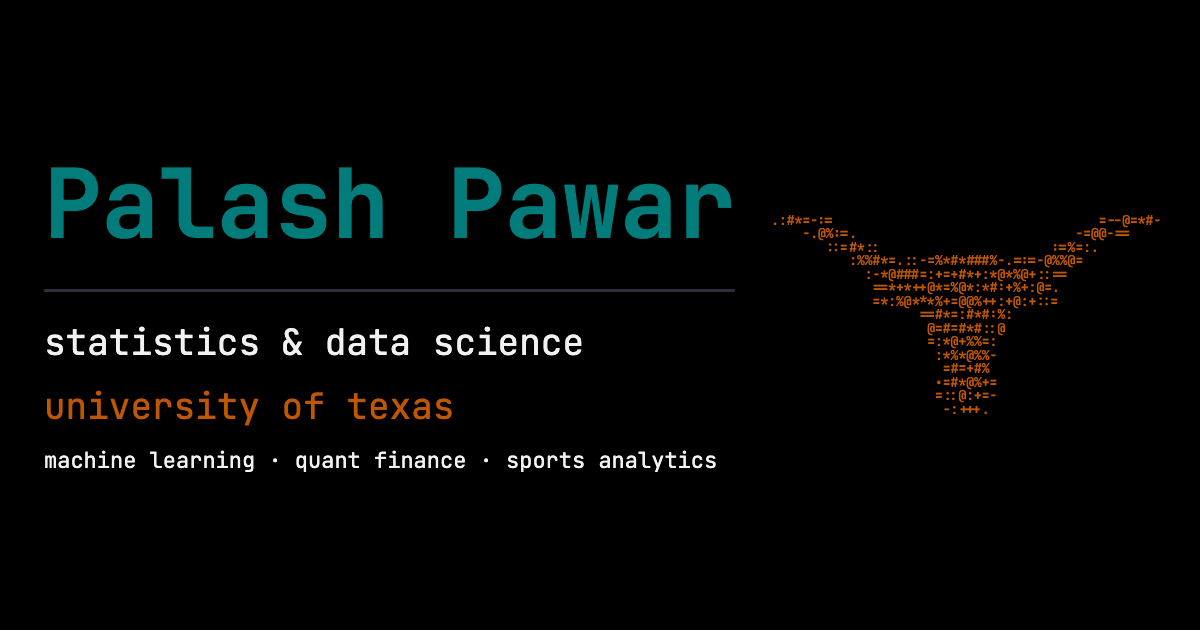 Palash Pawar
statistics & data science
university of texas
machine learning · quant finance · sports analytics